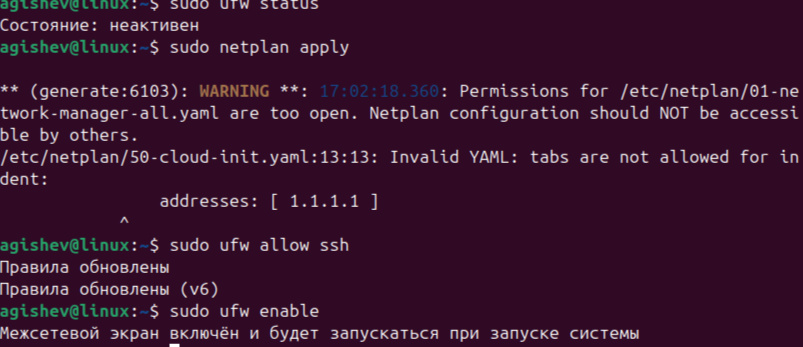 agishev@linux:~$ sudo ufw status
Состояние: неактивен
agishev@linux:~$ sudo netplan apply
** (generate:6103): WARNING **: 17:02:18.360: Permissions for /etc/netplan/01-ne
twork-manager-all.yaml are too open. Netplan configuration should NOT be accessi
ble by others.
/etc/netplan/50-cloud-init.yaml:13:13: Invalid YAML: tabs are not allowed for in
dent:
addresses: [ 1.1.1.1 ]
^
agishev@linux:~$ sudo ufw allow ssh
Правила обновлены
Правила обновлены (v6)
agishev@linux:~$ sudo ufw enable
Межсетевой экран включён и будет запускаться при запуске системы